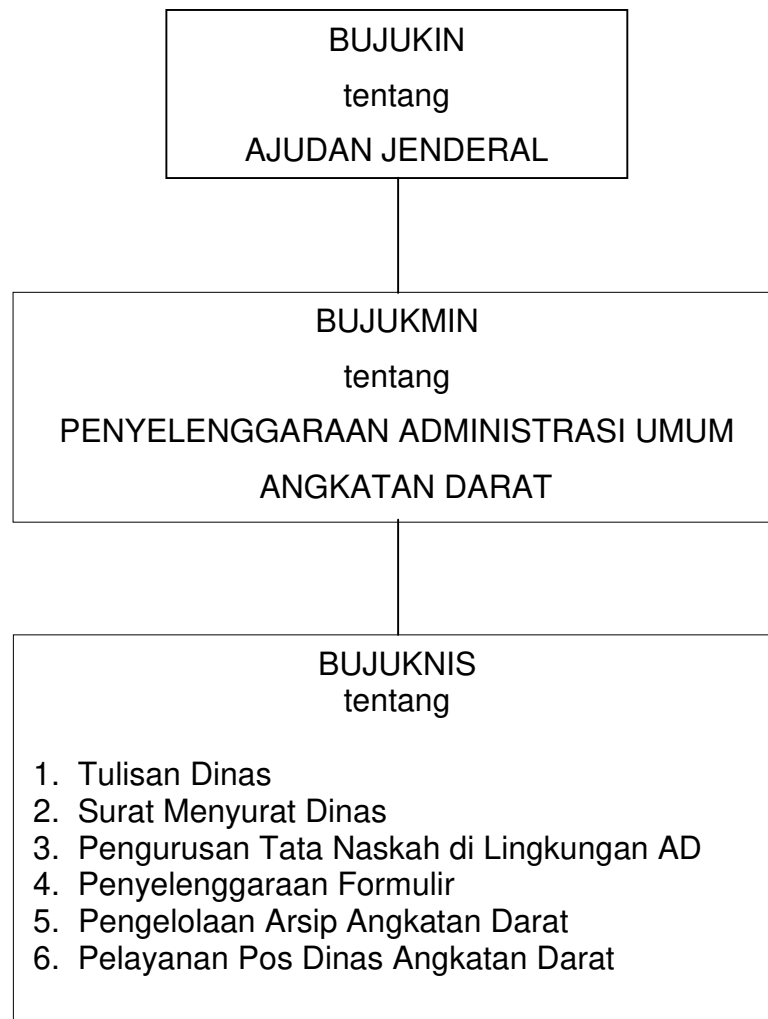 BUJUKIN
tentang
AJUDAN JENDERAL
BUJUKMIN
tentang
PENYELENGGARAAN ADMINISTRASI UMUM
ANGKATAN DARAT
BUJUKNIS
tentang
1. Tulisan Dinas
2. Surat Menyurat Dinas
3. Pengurusan Tata Naskah di Lingkungan AD
4. Penyelenggaraan Formulir
5. Pengelolaan Arsip Angkatan Darat
6. Pelayanan Pos Dinas Angkatan Darat